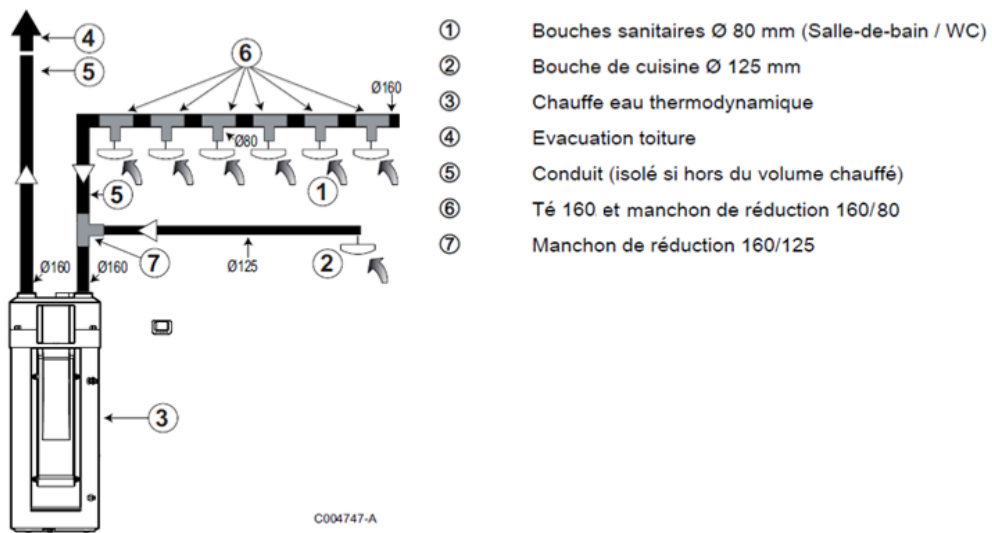 4
5
6
Ø160
Ø80
1
5
7
Ø125
2
Ø160
Ø160
3
C004747-A
① Bouches sanitaires Ø 80 mm (Salle-de-bain / WC)
② Bouche de cuisine Ø 125 mm
③ Chauffe eau thermodynamique
④ Evacuation toiture
⑤ Conduit (isolé si hors du volume chauffé)
⑥ Té 160 et manchon de réduction 160/80
⑦ Manchon de réduction 160/125